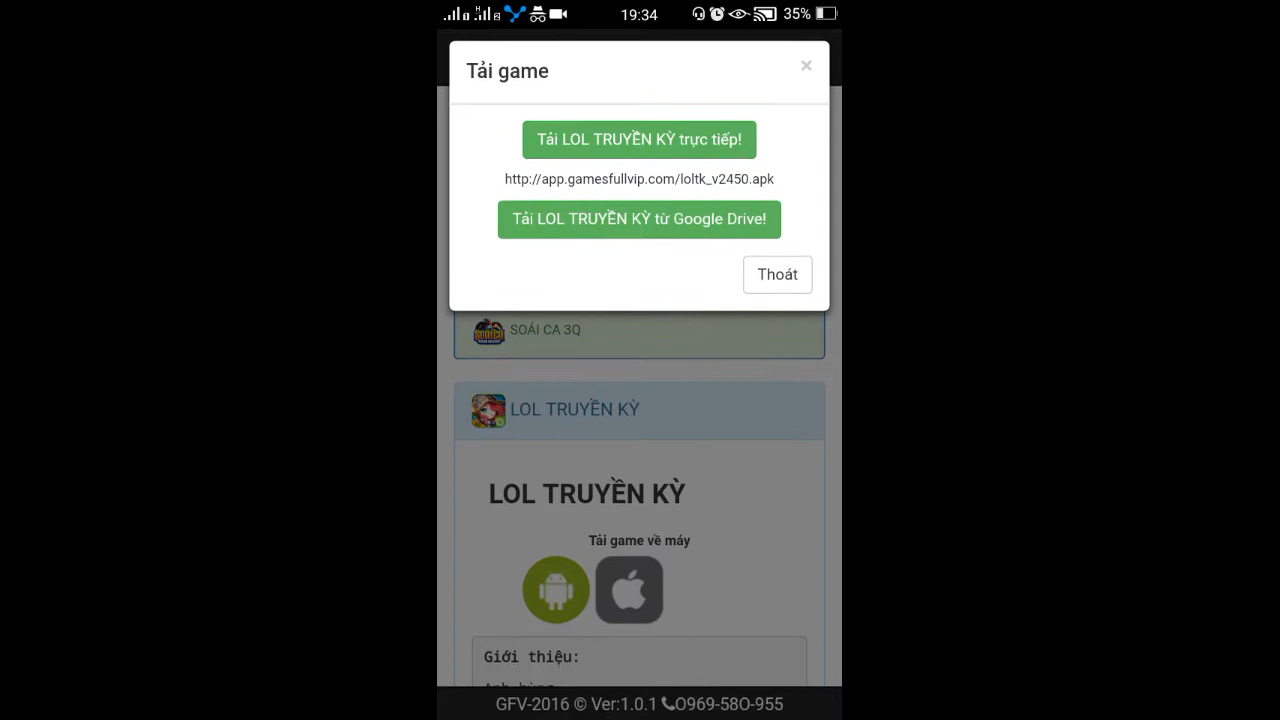 19:34
35%
Tải game
×
Tải LOL TRUYỀN KỲ trực tiếp!
http://app.gamesfullvip.com/loltk_v2450.apk
Tải LOL TRUYỀN KỲ từ Google Drive!
Thoát
SOÁI CA 3Q
LOL TRUYỀN KỲ
LOL TRUYỀN KỲ
Tải game về máy
Giới thiệu:
GFV-2016 © Ver:1.0.1 O969-58O-955